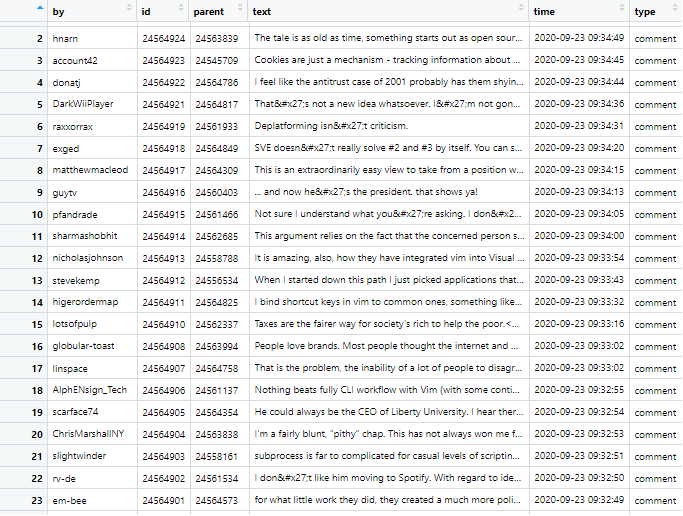 by id parent text time type
2 hnarn 24564924 24563839 The tale is as old as time, something starts out as open sour... 2020-09-23 09:34:49 comment
3 account42 24564923 24545709 Cookies are just a mechanism - tracking information about ... 2020-09-23 09:34:45 comment
4 donatj 24564922 24564786 I feel like the antitrust case of 2001 probably has them shyin... 2020-09-23 09:34:44 comment
5 DarkWiiPlayer 24564921 24564817 That&#x27;s not a new idea whatsoever. I&#x27;m not gon... 2020-09-23 09:34:36 comment
6 raxxorrax 24564919 24561933 Deplatforming isn&#x27;t criticism. 2020-09-23 09:34:31 comment
7 exged 24564918 24564849 SVE doesn&#x27;t really solve #2 and #3 by itself. You can s... 2020-09-23 09:34:20 comment
8 matthewmacleod 24564917 24564309 This is an extraordinarily easy view to take from a position w... 2020-09-23 09:34:15 comment
9 guytv 24564916 24560403 ... and now he&#x27;s the president. that shows ya! 2020-09-23 09:34:13 comment
10 pfandrade 24564915 24561466 Not sure I understand what you&#x27;re asking. I don&#x2... 2020-09-23 09:34:05 comment
11 sharmashobhit 24564914 24562685 This argument relies on the fact that the concerned person s... 2020-09-23 09:34:00 comment
12 nicholasjohnson 24564913 24558788 It is amazing, also, how they have integrated vim into Visual ... 2020-09-23 09:33:54 comment
13 stevekemp 24564912 24556534 When I started down this path I just picked applications that... 2020-09-23 09:33:43 comment
14 higerordermap 24564911 24564825 I bind shortcut keys in vim to common ones, something like... 2020-09-23 09:33:32 comment
15 lotsofpulp 24564910 24562337 Taxes are the fairer way for society's rich to help the poor.<... 2020-09-23 09:33:16 comment
16 globular-toast 24564908 24563994 People love brands. Most people thought the internet and ... 2020-09-23 09:33:02 comment
17 linspace 24564907 24564758 That is the problem, the inability of a lot of people to disagr... 2020-09-23 09:33:02 comment
18 AlphENsign_Tech 24564906 24561137 Nothing beats fully CLI workflow with Vim (with some conti... 2020-09-23 09:32:55 comment
19 scarface74 24564905 24564354 He could always be the CEO of Liberty University. I hear ther... 2020-09-23 09:32:54 comment
20 ChrisMarshallNY 24564904 24563838 I'm a fairly blunt, "pithy" chap. This has not always won me f... 2020-09-23 09:32:53 comment
21 slightwinder 24564903 24558161 subprocess is far to complicated for casual levels of scriptin... 2020-09-23 09:32:51 comment
22 rv-de 24564902 24561534 I don&#x27;t like him moving to Spotify. With regard to ide... 2020-09-23 09:32:50 comment
23 em-bee 24564901 24564573 for what little work they did, they created a much more poli... 2020-09-23 09:32:49 comment